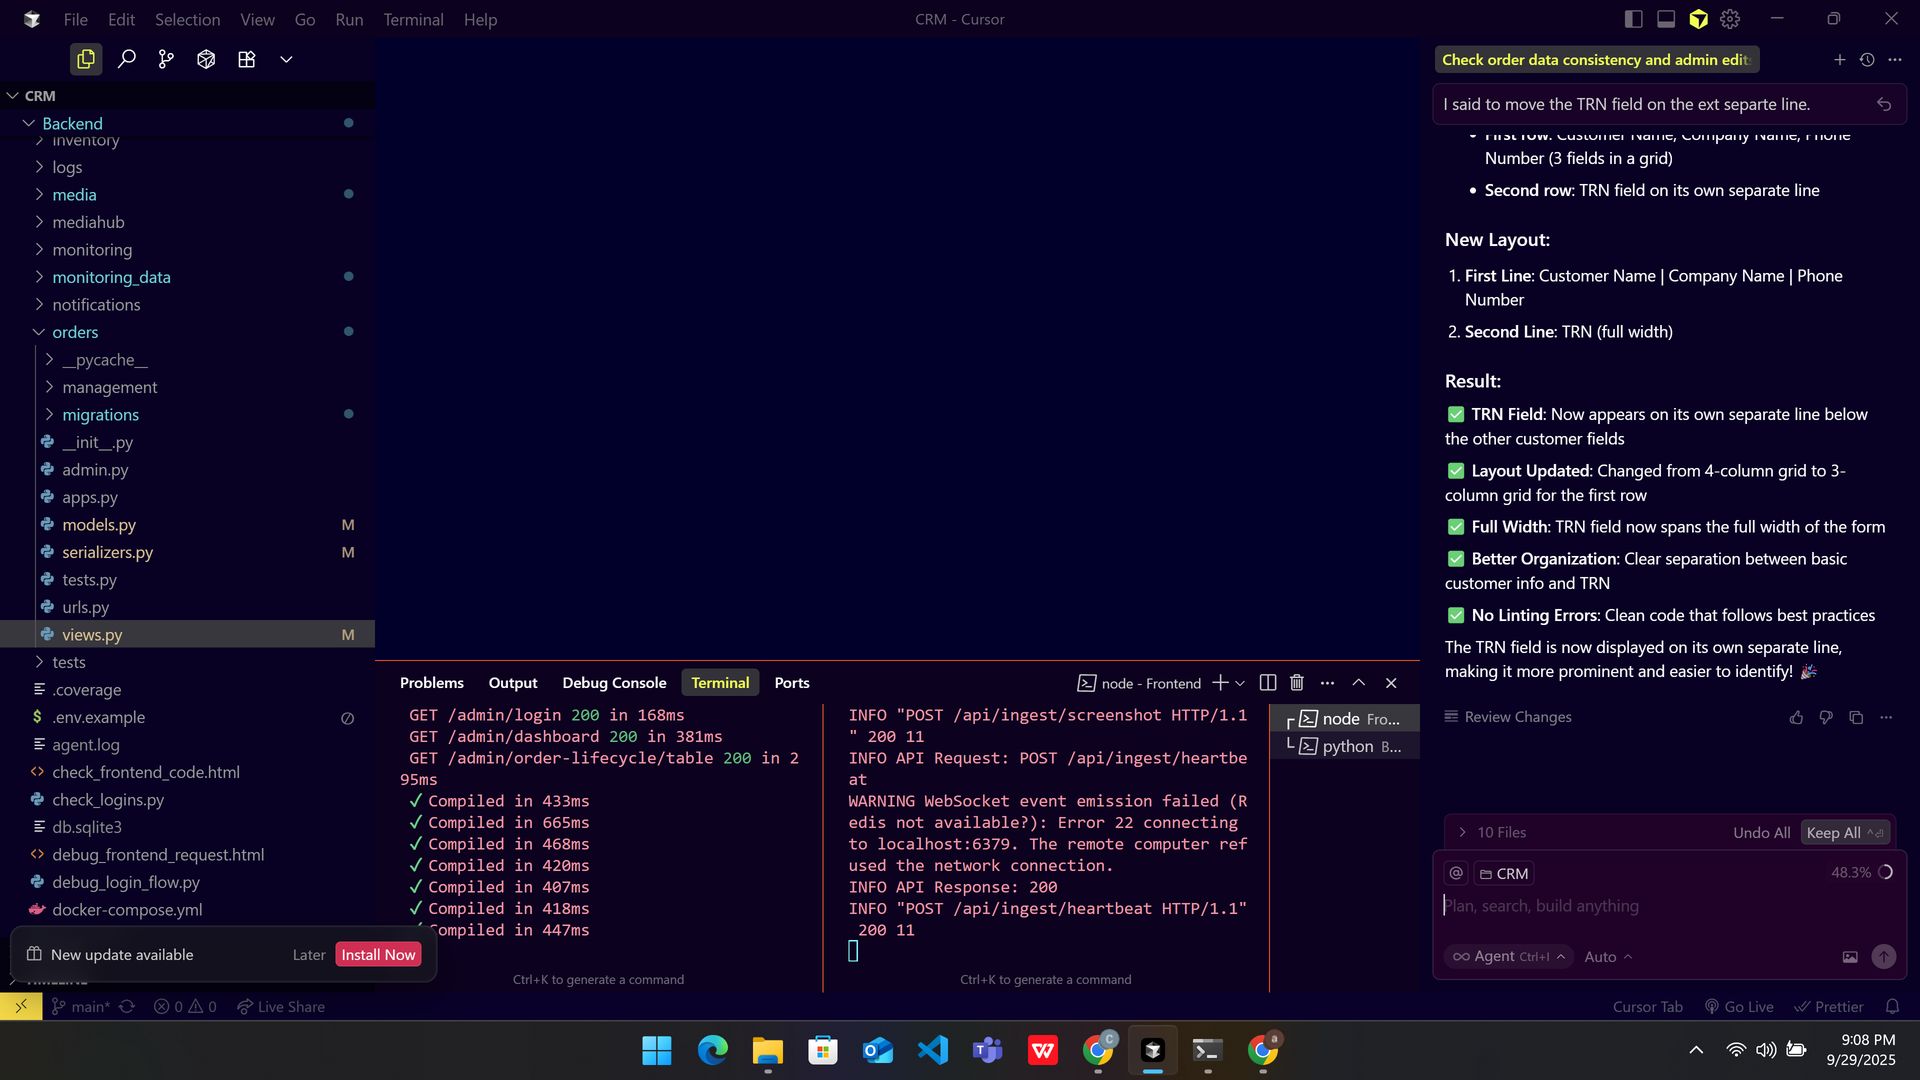 File Edit Selection View Go Run Terminal Help
CRM - Cursor
CRM
Backend
inventory
logs
media
mediahub
monitoring
monitoring_data
notifications
orders
__pycache__
management
migrations
__init__.py
admin.py
apps.py
models.py M
serializers.py M
tests.py
urls.py
views.py M
tests
.coverage
.env.example
agent.log
check_frontend_code.html
check_logins.py
db.sqlite3
debug_frontend_request.html
debug_login_flow.py
docker-compose.yml
New update available Later Install Now
TIMELINE
main* 0 0 Live Share
Problems Output Debug Console Terminal Ports
node - Frontend
GET /admin/login 200 in 168ms
GET /admin/dashboard 200 in 381ms
GET /admin/order-lifecycle/table 200 in 2
95ms
✓ Compiled in 433ms
✓ Compiled in 665ms
✓ Compiled in 468ms
✓ Compiled in 420ms
✓ Compiled in 407ms
✓ Compiled in 418ms
✓ Compiled in 447ms
Ctrl+K to generate a command
INFO "POST /api/ingest/screenshot HTTP/1.1
" 200 11
INFO API Request: POST /api/ingest/heartbe
at
WARNING WebSocket event emission failed (R
edis not available?): Error 22 connecting
to localhost:6379. The remote computer ref
used the network connection.
INFO API Response: 200
INFO "POST /api/ingest/heartbeat HTTP/1.1"
200 11
Ctrl+K to generate a command
node Fro...
python B...
Check order data consistency and admin edit
I said to move the TRN field on the ext separte line.
• First row: Customer Name, Company Name, Phone
Number (3 fields in a grid)
• Second row: TRN field on its own separate line
New Layout:
1. First Line: Customer Name | Company Name | Phone
Number
2. Second Line: TRN (full width)
Result:
✅ TRN Field: Now appears on its own separate line below
the other customer fields
✅ Layout Updated: Changed from 4-column grid to 3-
column grid for the first row
✅ Full Width: TRN field now spans the full width of the form
✅ Better Organization: Clear separation between basic
customer info and TRN
✅ No Linting Errors: Clean code that follows best practices
The TRN field is now displayed on its own separate line,
making it more prominent and easier to identify! 🎉
Review Changes
10 Files Undo All Keep All
@ CRM 48.3%
Plan, search, build anything
Agent Ctrl+I Auto
Cursor Tab Go Live Prettier
9:08 PM
9/29/2025